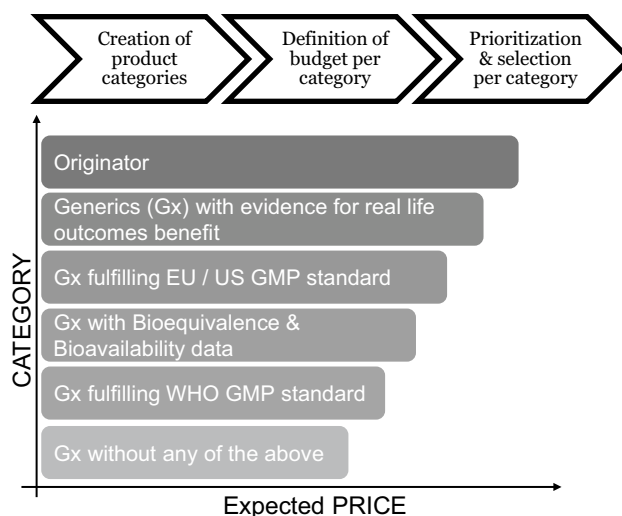 Creation of
product
categories
Definition of
budget per
category
Prioritization
& selection
per category
CATEGORY
Originator
Generics (Gx) with evidence for real life
outcomes benefit
Gx fulfilling EU / US GMP standard
Gx with Bioequivalence &
Bioavailability data
Gx fulfilling WHO GMP standard
Gx without any of the above
Expected PRICE